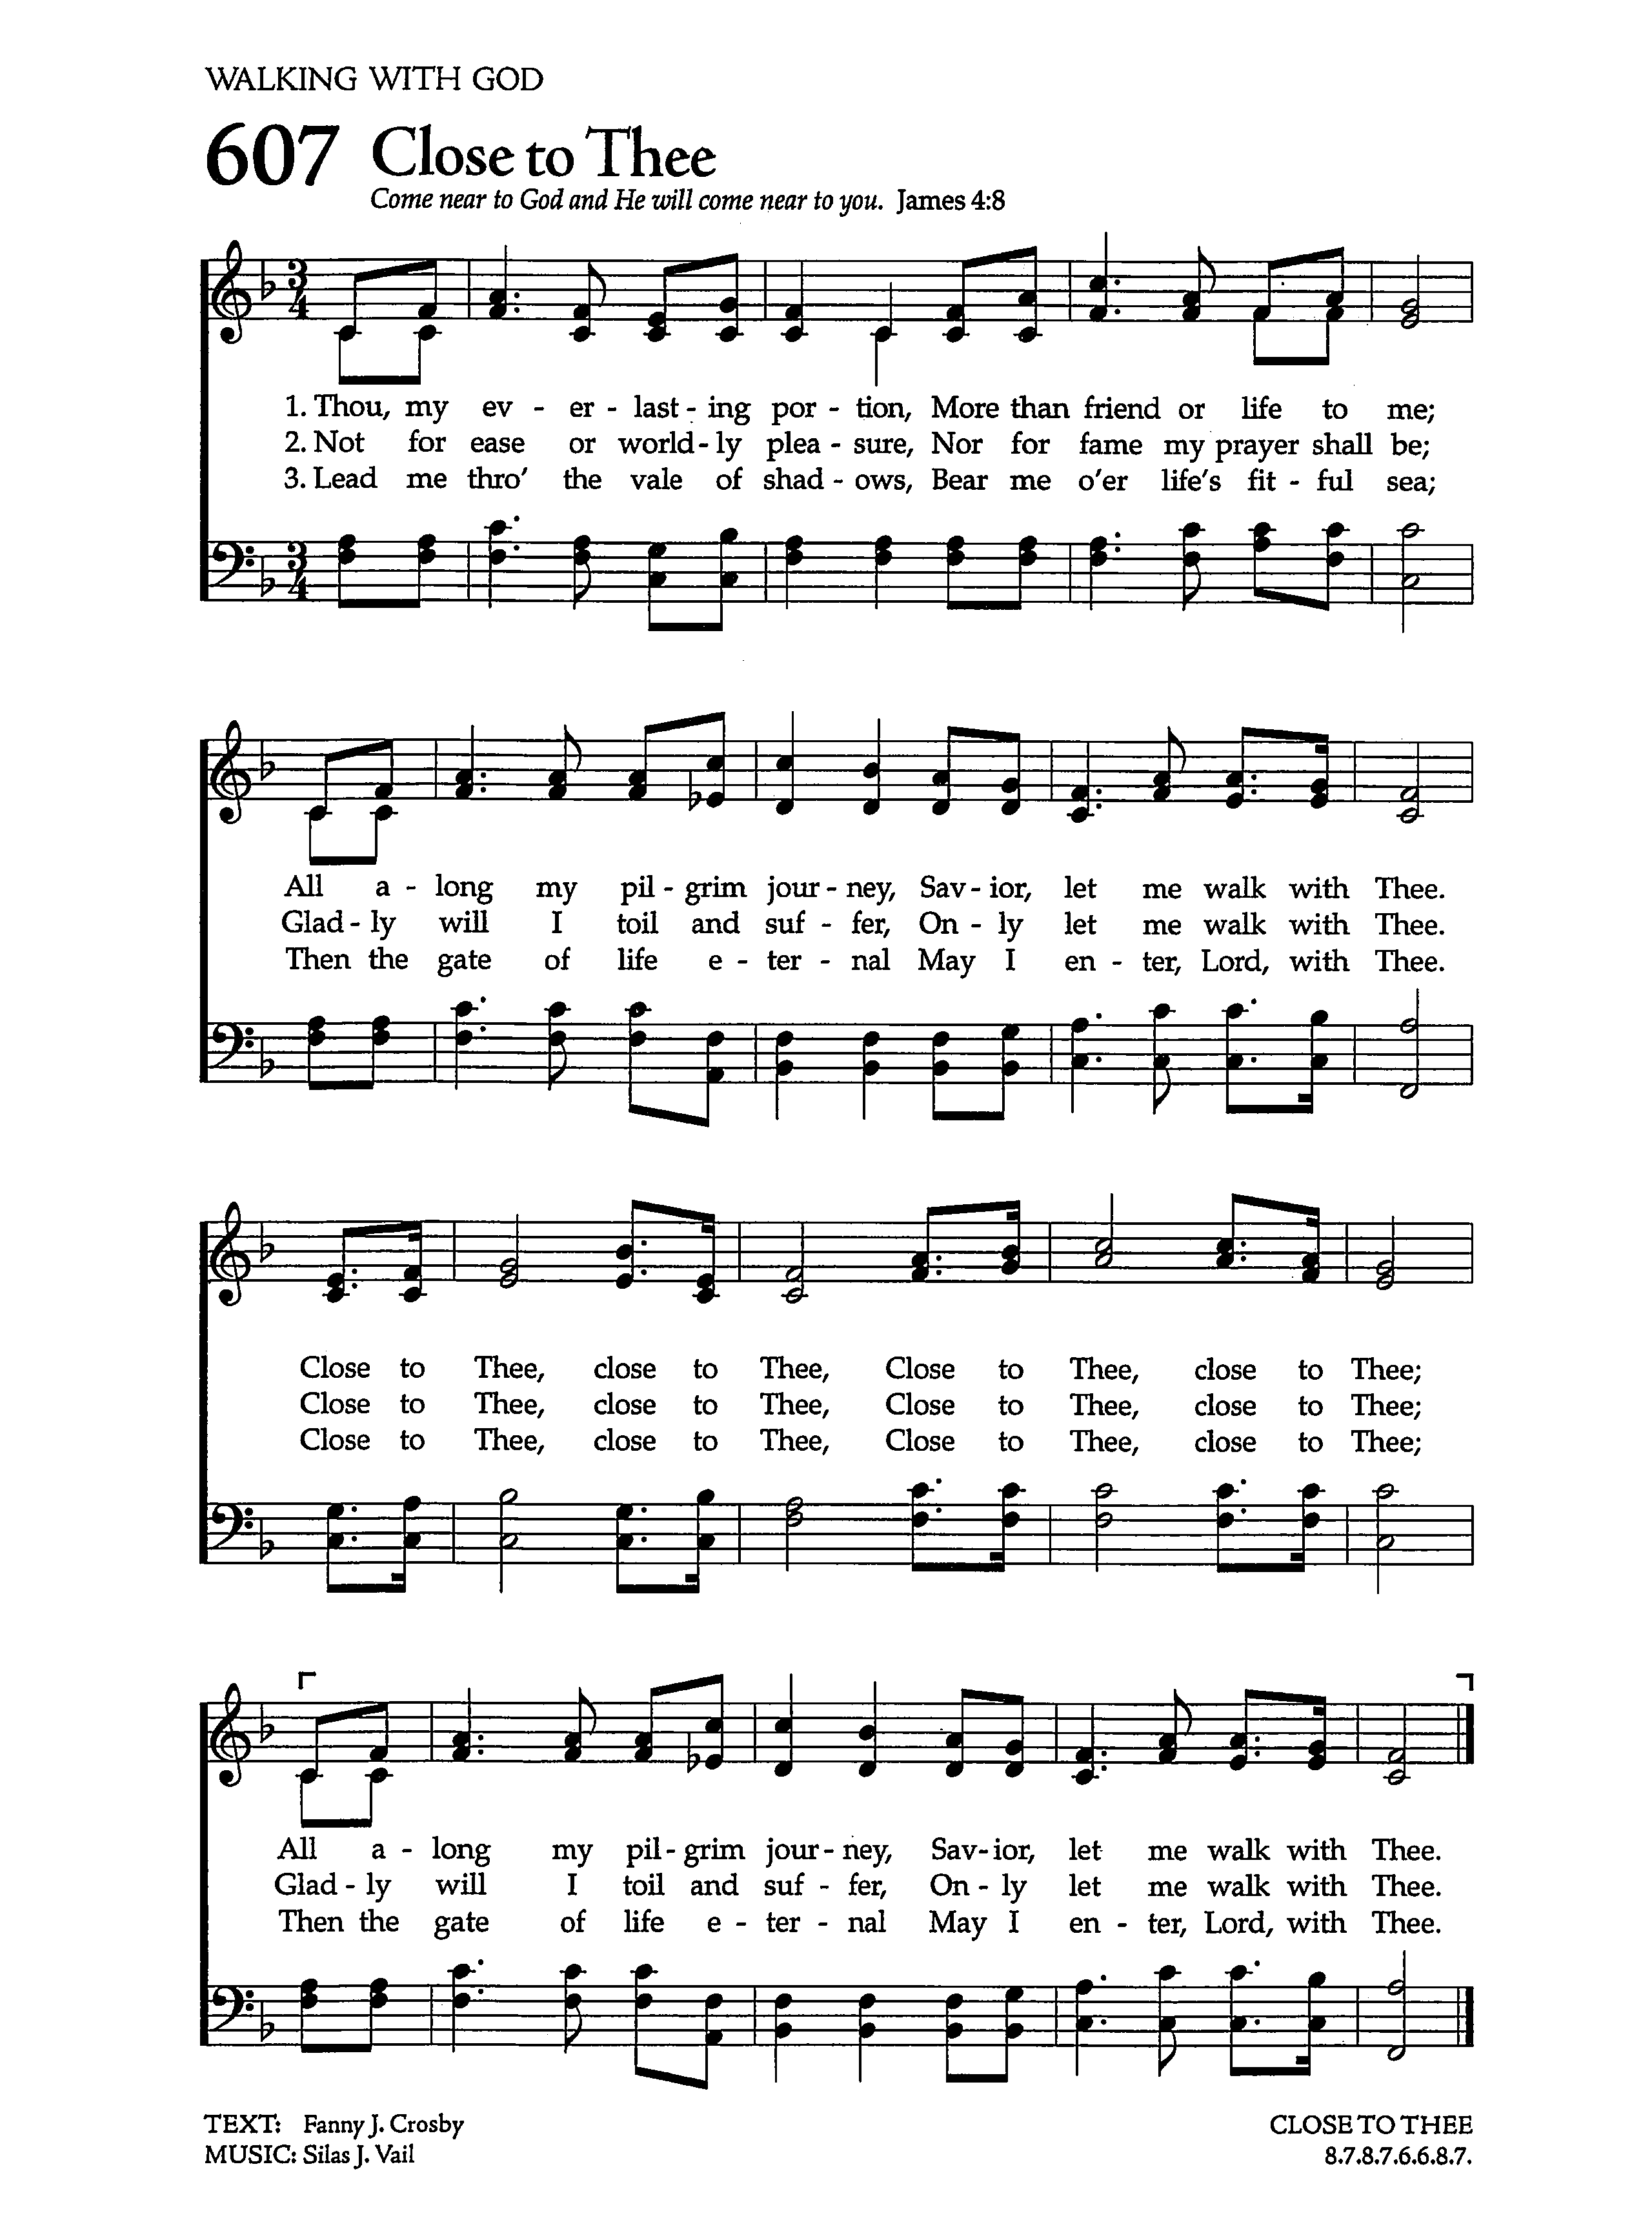 WALKING WITH GOD
607 Close to Thee
Come near to God and He will come near to you. James 4:8
1. Thou, my ev - er - last - ing por - tion, More than friend or life to me;
2. Not for ease or world - ly plea - sure, Nor for fame my prayer shall be;
3. Lead me thro' the vale of shad - ows, Bear me o'er life's fit - ful sea;
All a - long my pil - grim jour - ney, Sav - ior, let me walk with Thee.
Glad - ly will I toil and suf - fer, On - ly let me walk with Thee.
Then the gate of life e - ter - nal May I en - ter, Lord, with Thee.
Close to Thee, close to Thee, Close to Thee, close to Thee;
Close to Thee, close to Thee, Close to Thee, close to Thee;
Close to Thee, close to Thee, Close to Thee, close to Thee;
All a - long my pil - grim jour - ney, Sav - ior, let me walk with Thee.
Glad - ly will I toil and suf - fer, On - ly let me walk with Thee.
Then the gate of life e - ter - nal May I en - ter, Lord, with Thee.
TEXT: Fanny J. Crosby
MUSIC: Silas J. Vail
CLOSE TO THEE
8.7.8.7.6.6.8.7.